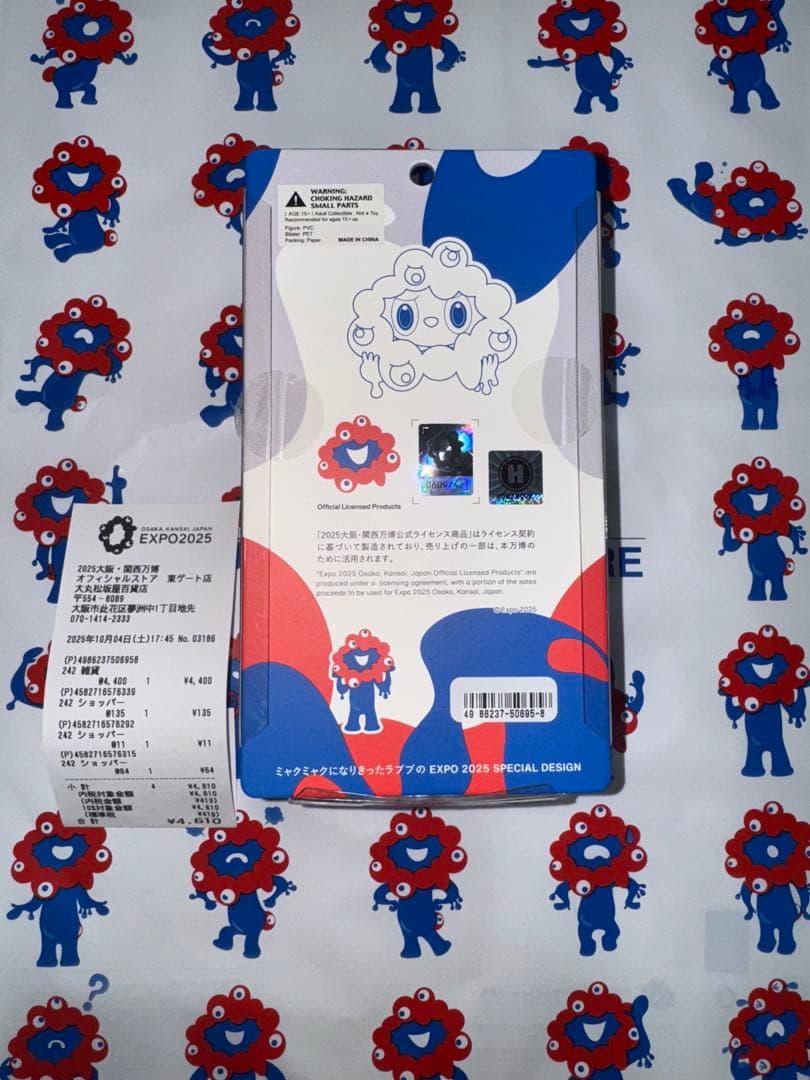 WARNING:
CHOKING HAZARD
SMALL PARTS
AGE 15+ Adult Collectible. Not a Toy.
Recommended for ages 15+ up
Figure: PVC
Blister: PET
Packing: Paper MADE IN CHINA
H
Official Licensed Products
「2025大阪・関西万博公式ライセンス商品」はライセンス契約
に基づいて製造されており、売り上げの一部は、本万博の
ために活用されます。
"Expo 2025 Osaka, Kansai, Japan Official Licensed Products" are
produced under a licensing agreement, with a portion of the sales
proceeds to be used for Expo 2025 Osaka, Kansai, Japan.
©Expo 2025
49 86237-50695-8
ミャクミャクになりきったラブブの EXPO 2025 SPECIAL DESIGN
OSAKA, KANSAI, JAPAN
EXPO2025
2025大阪・関西万博
オフィシャルストア 東ゲート店
大丸松坂屋百貨店
〒554-8089
大阪市此花区夢洲中1丁目地先
070-1414-2333
2025年10月04日(土)17:45 No.03186
(P)4986237506958
242 雑貨
@4,400 1 ¥4,400
(P)4582716576339
242 ショッパー
@135 1 ¥135
(P)4582716576292
242 ショッパー
@11 1 ¥11
(P)4582716576315
242 ショッパー
@64 1 ¥64
小計 4 ¥4,610
内税対象金額 ¥4,610
(内税金額 ¥419)
10%対象金額 ¥4,610
(標準税 ¥419)
合計 ¥4,610
RE
?